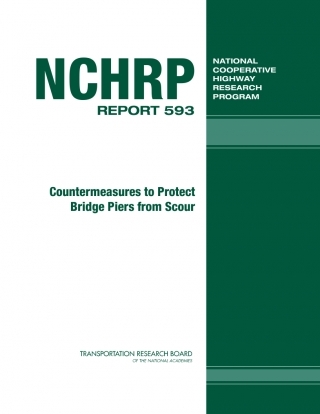 NCHRP
REPORT 593
NATIONAL
COOPERATIVE
HIGHWAY
RESEARCH
PROGRAM
Countermeasures to Protect
Bridge Piers from Scour
TRANSPORTATION RESEARCH BOARD
OF THE NATIONAL ACADEMIES